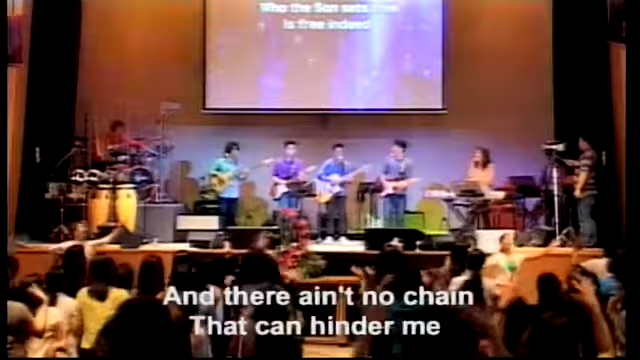 Who the Son sets free
Is free indeed
And there ain't no chain
That can hinder me